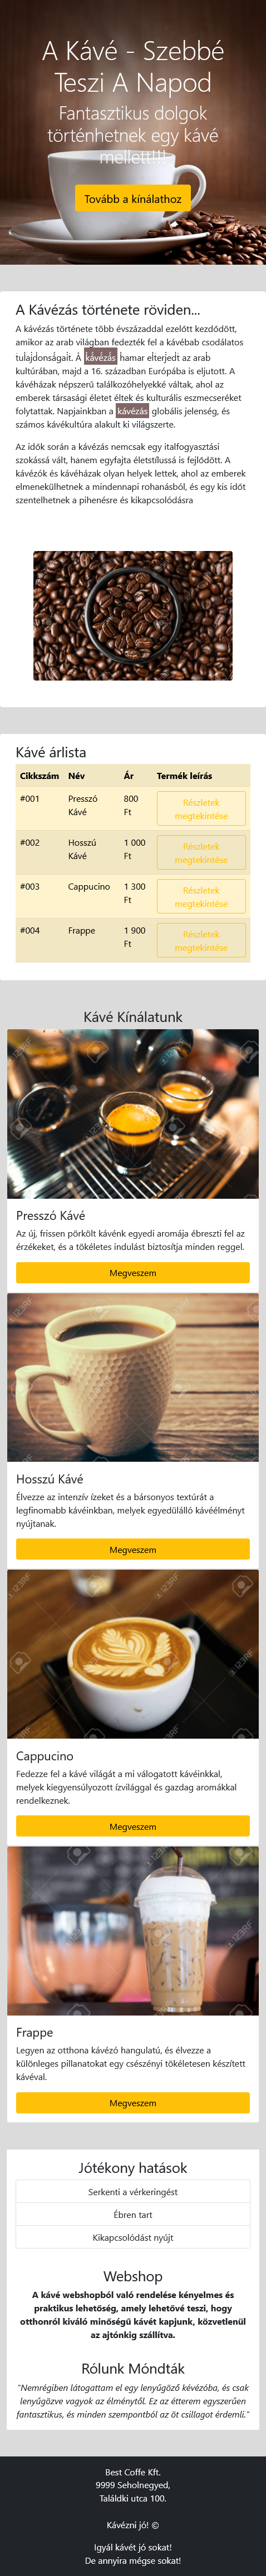 A Kávé - Szebbé
Teszi A Napod
Fantasztikus dolgok
történhetnek egy kávé
mellett!!!
Tovább a kínálathoz
A Kávézás története röviden...
A kávézás története több évszázaddal ezelőtt kezdődött,
amikor az arab világban fedezték fel a kávébab csodálatos
tulajdonságait. A kávézás hamar elterjedt az arab
kultúrában, majd a 16. században Európába is eljutott. A
kávéházak népszerű találkozóhelyekké váltak, ahol az
emberek társasági életet éltek és kulturális eszmecseréket
folytattak. Napjainkban a kávézás globális jelenség, és
számos kávékultúra alakult ki világszerte.
Az idők során a kávézás nemcsak egy italfogyasztási
szokássá vált, hanem egyfajta életstílussá is fejlődött. A
kávézók és kávéházak olyan helyek lettek, ahol az emberek
elmenekülhetnek a mindennapi rohanásból, és egy kis időt
szentelhetnek a pihenésre és kikapcsolódásra
Kávé árlista
Cikkszám Név Ár Termék leírás
#001 Presszó Kávé 800 Ft Részletek megtekintése
#002 Hosszú Kávé 1 000 Ft Részletek megtekintése
#003 Cappucino 1 300 Ft Részletek megtekintése
#004 Frappe 1 900 Ft Részletek megtekintése
Kávé Kínálatunk
123RF
Presszó Kávé
Az új, frissen pörkölt kávénk egyedi aromája ébreszti fel az
érzékeket, és a tökéletes indulást biztosítja minden reggel.
Megveszem
123RF
Hosszú Kávé
Élvezze az intenzív ízeket és a bársonyos textúrát a
legfinomabb kávéinkban, melyek egyedülálló kávéélményt
nyújtanak.
Megveszem
123RF
Cappucino
Fedezze fel a kávé világát a mi válogatott kávéinkkal,
melyek kiegyensúlyozott ízvilággal és gazdag aromákkal
rendelkeznek.
Megveszem
123RF
Frappe
Legyen az otthona kávézó hangulatú, és élvezze a
különleges pillanatokat egy csészényi tökéletesen készített
kávéval.
Megveszem
Jótékony hatások
Serkenti a vérkeringést
Ébren tart
Kikapcsolódást nyújt
Webshop
A kávé webshopból való rendelése kényelmes és
praktikus lehetőség, amely lehetővé teszi, hogy
otthonról kiváló minőségű kávét kapjunk, közvetlenül
az ajtónkig szállítva.
Rólunk Móndták
"Nemrégiben látogattam el egy lenyűgöző kévézóba, és csak
lenyűgözve vagyok az élménytől. Ez az étterem egyszerűen
fantasztikus, és minden szempontból az öt csillagot érdemli."
Best Coffe Kft.
9999 Seholnegyed,
Találdki utca 100.
Kávézni jó! ©
Igyál kávét jó sokat!
De annyira mégse sokat!